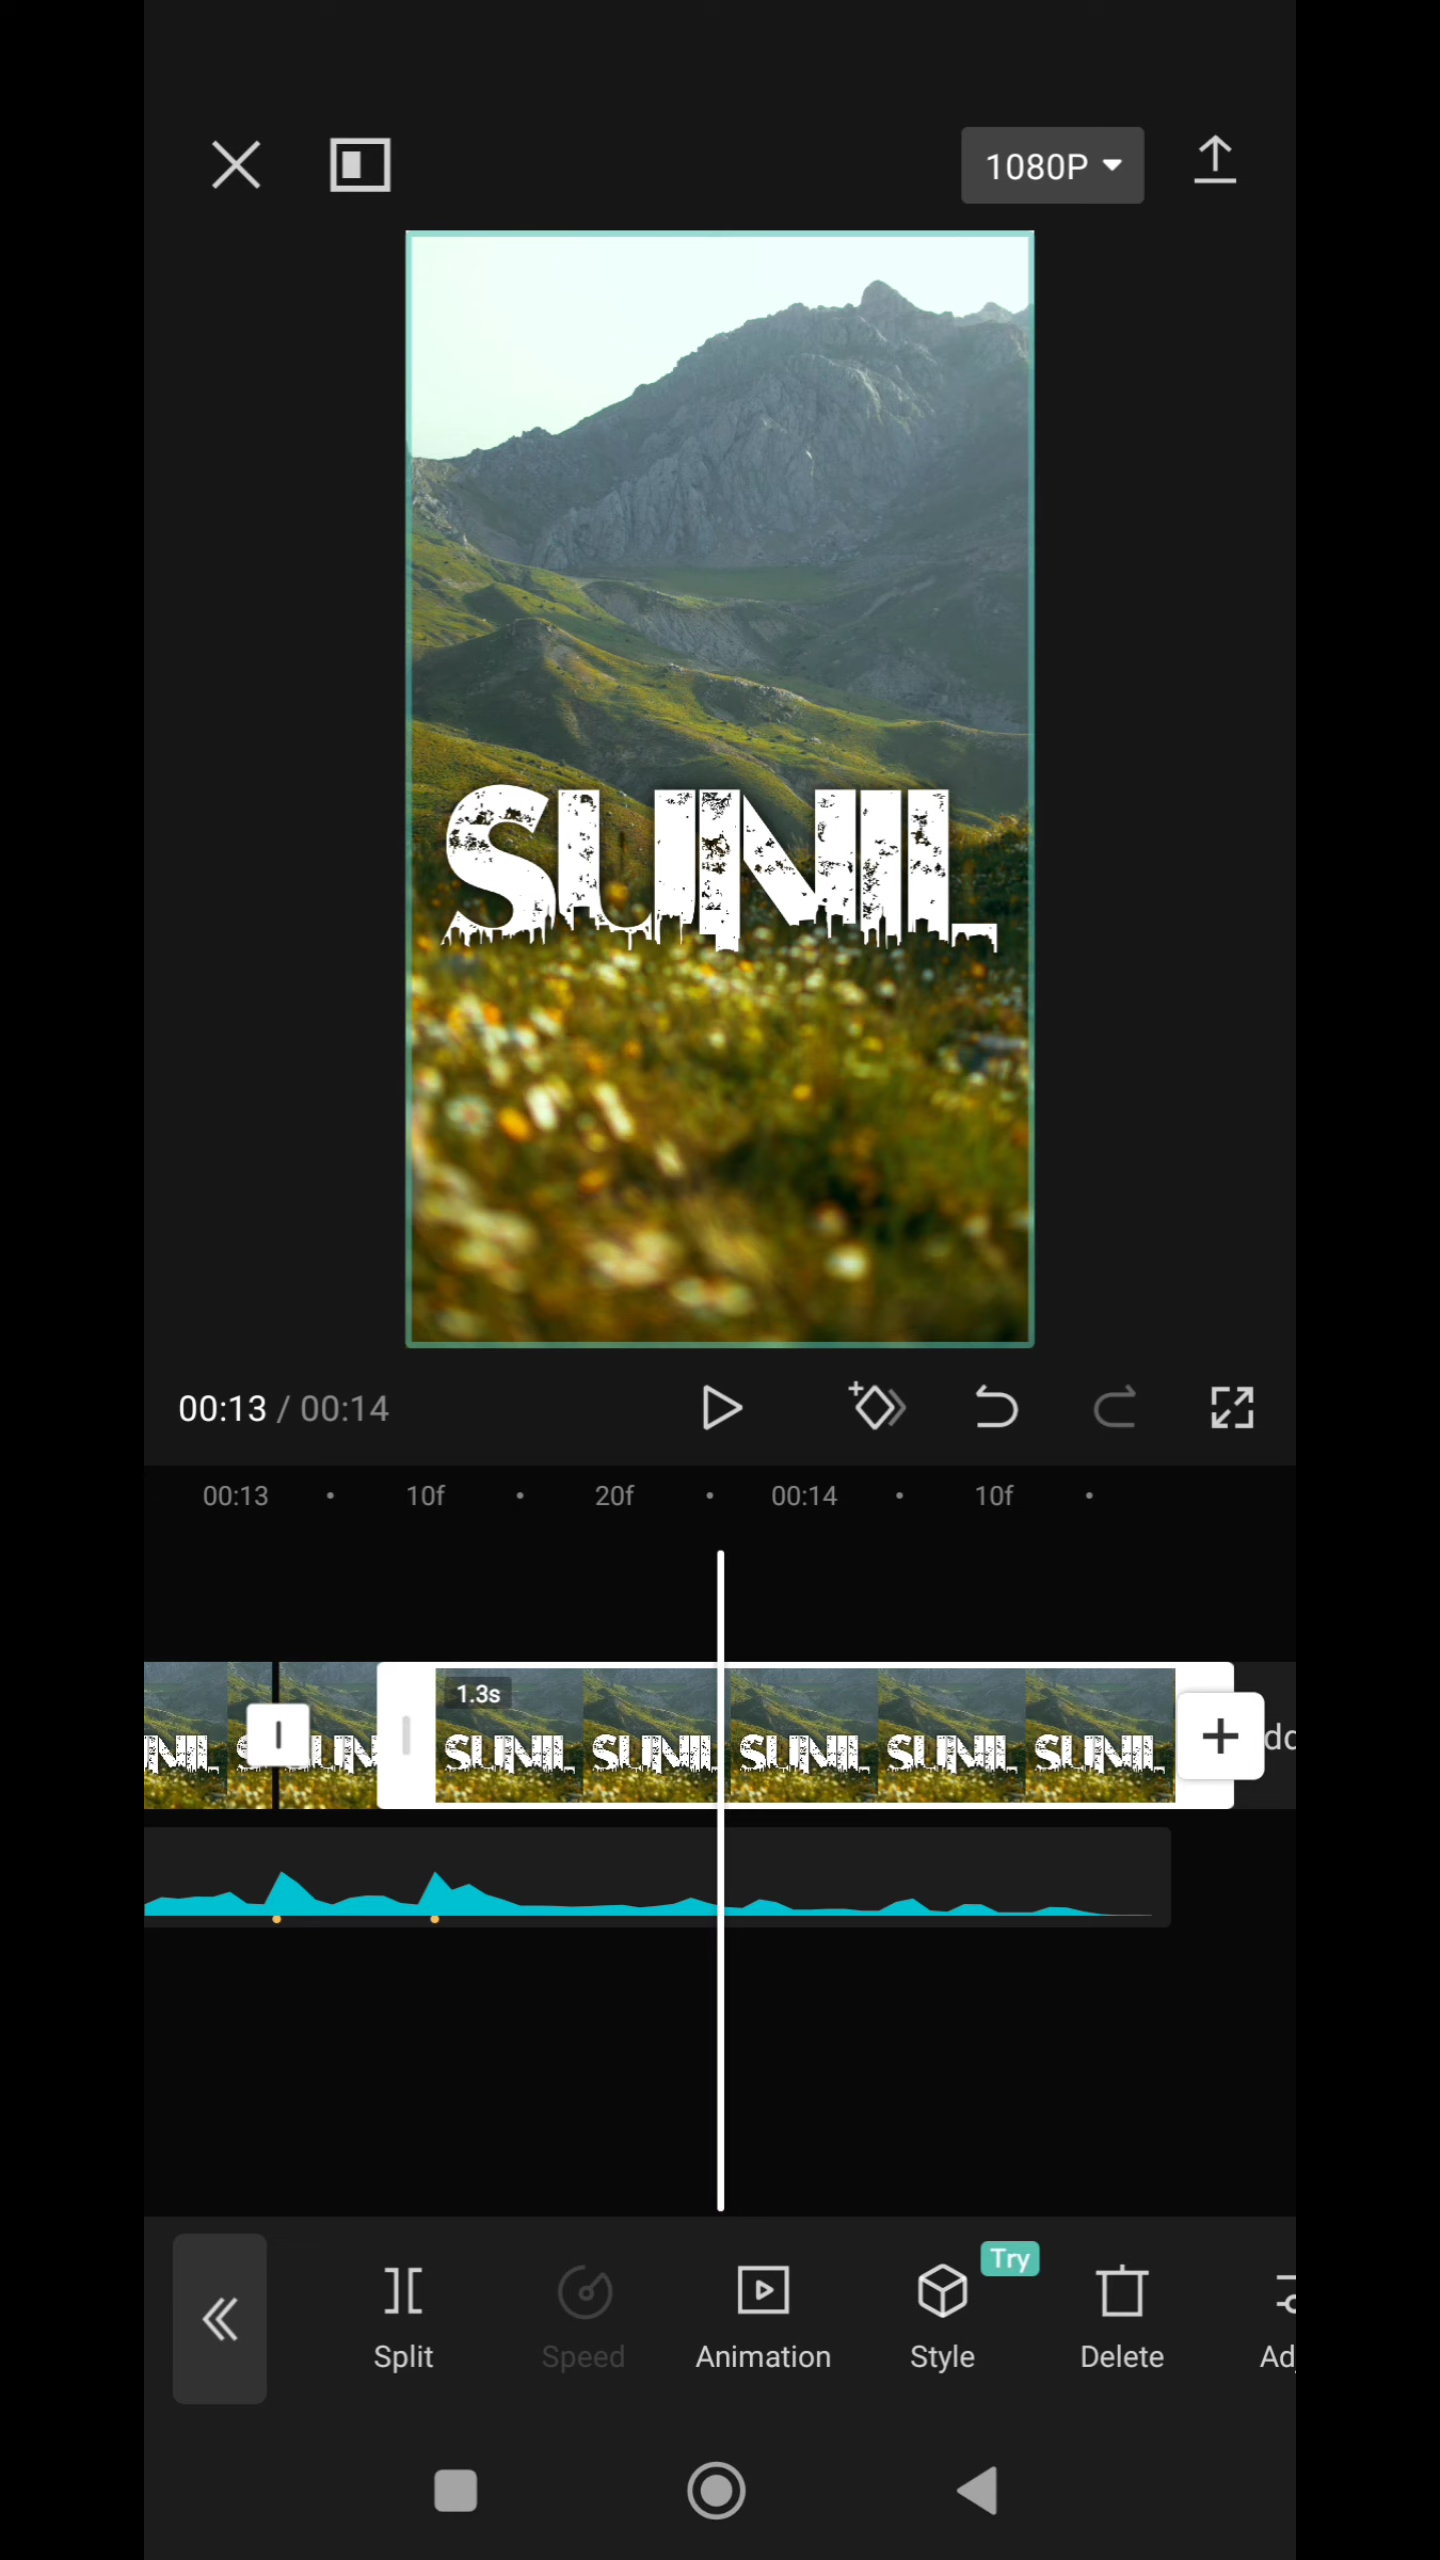 1080P
SUNIL
00:13 / 00:14
00:13 10f 20f 00:14 10f
1.3s
SUNIL SUNIL SUNIL SUNIL SUNIL
Try
Split Speed Animation Style Delete